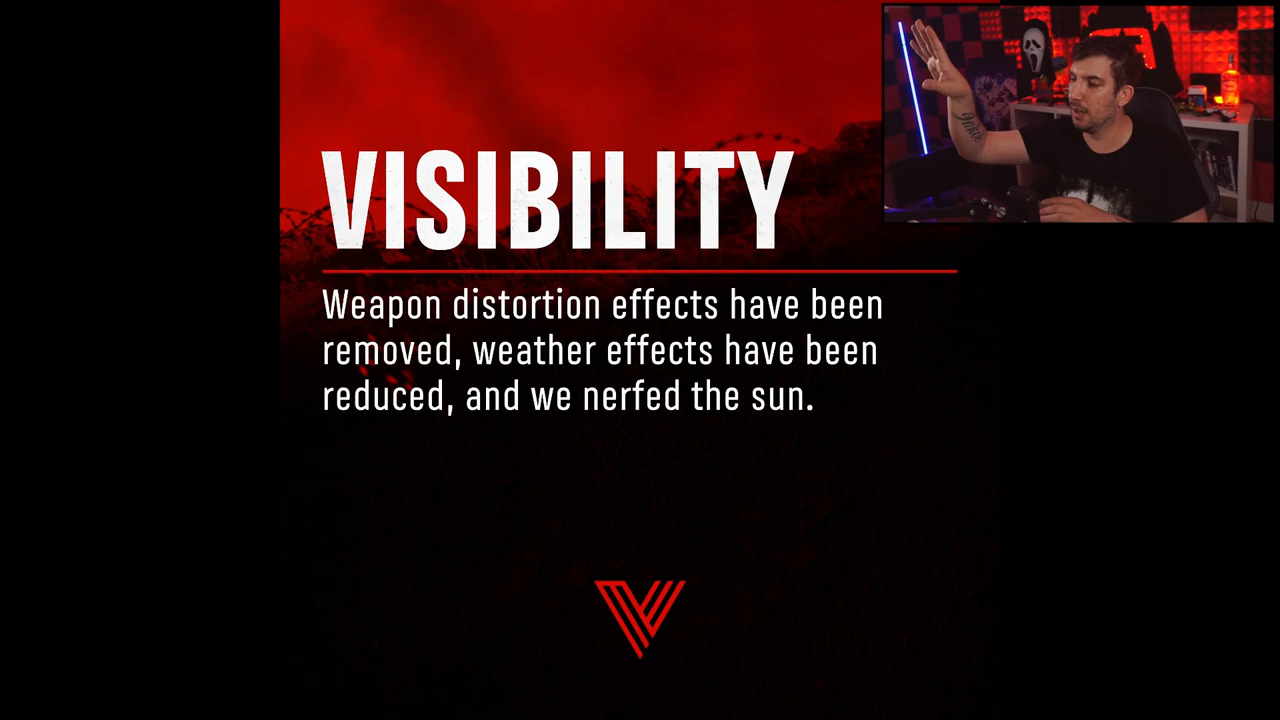 VISIBILITY
Weapon distortion effects have been
removed, weather effects have been
reduced, and we nerfed the sun.